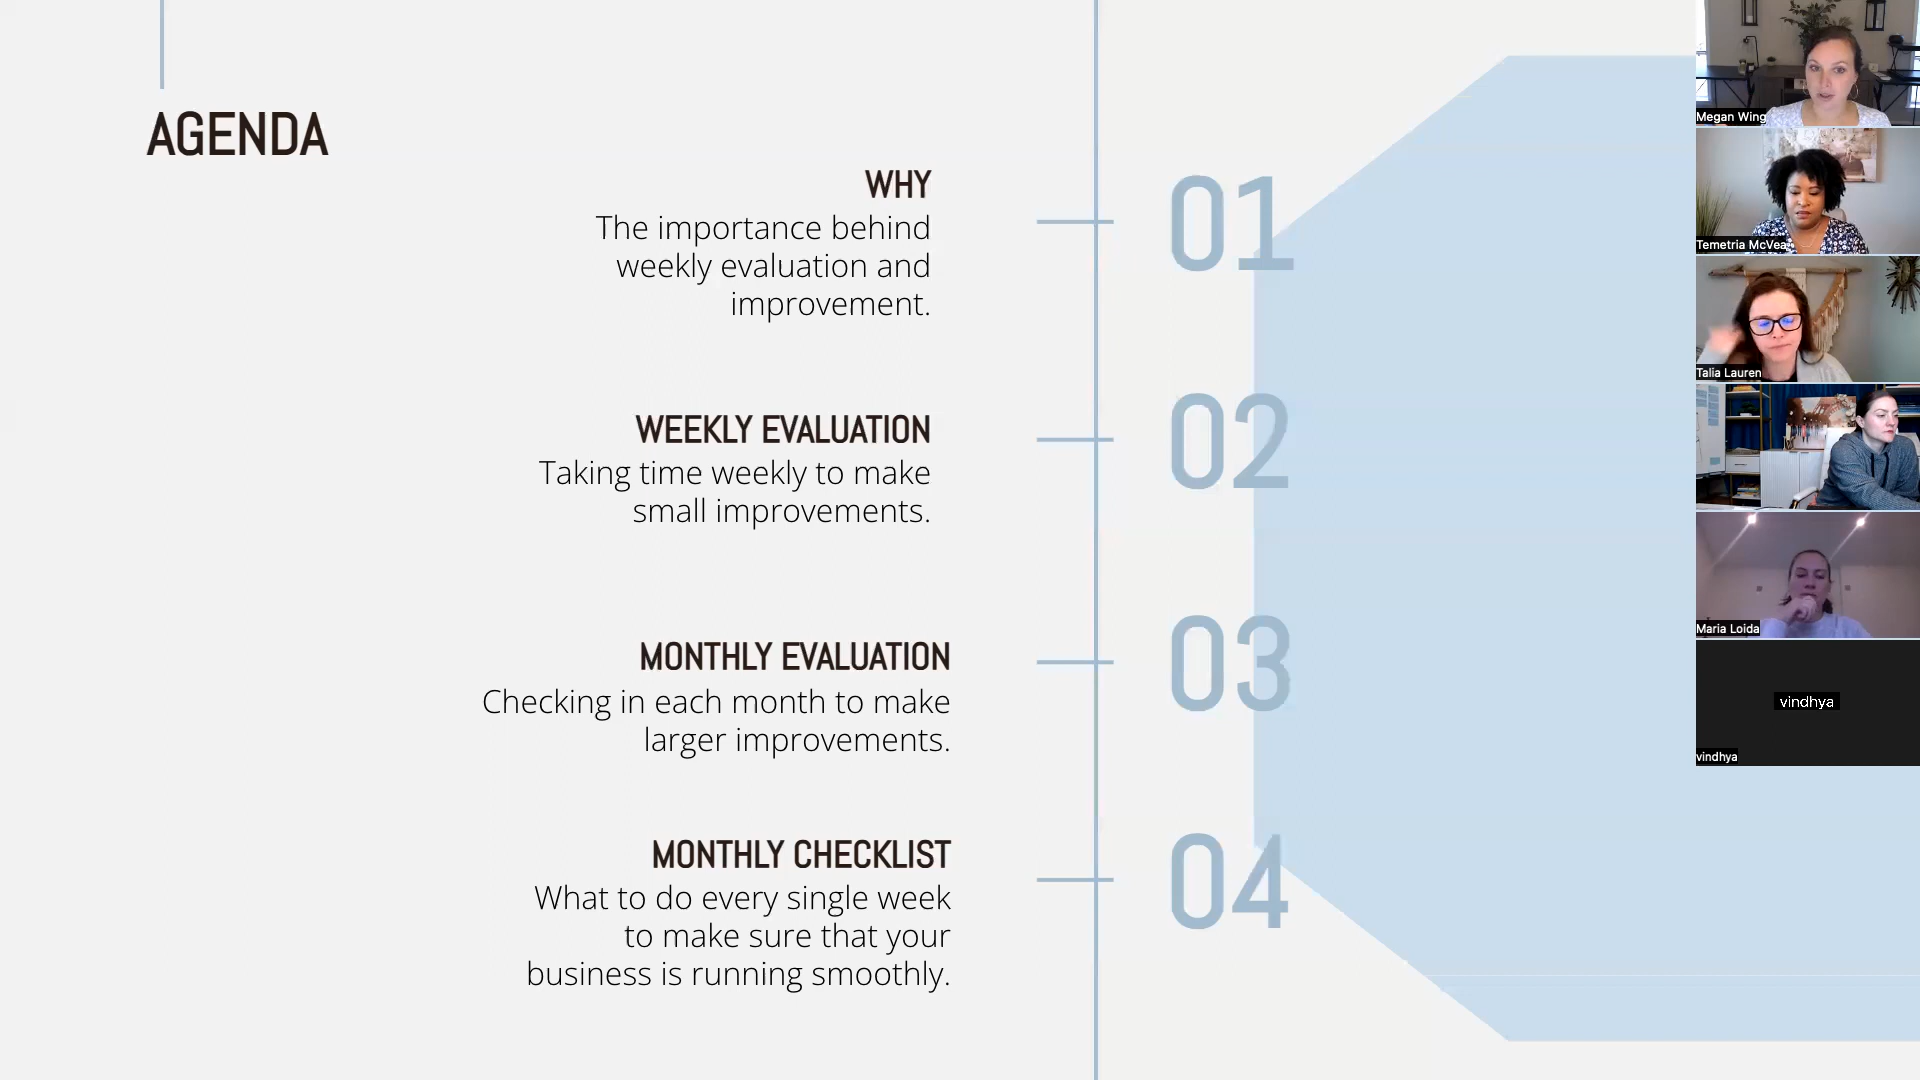 AGENDA
WHY
The importance behind
weekly evaluation and
improvement.
01
WEEKLY EVALUATION
Taking time weekly to make
small improvements.
02
MONTHLY EVALUATION
Checking in each month to make
larger improvements.
03
MONTHLY CHECKLIST
What to do every single week
to make sure that your
business is running smoothly.
04
Megan Wing
Temetria McVea
Talia Lauren
Maria Loida
vindhya
vindhya